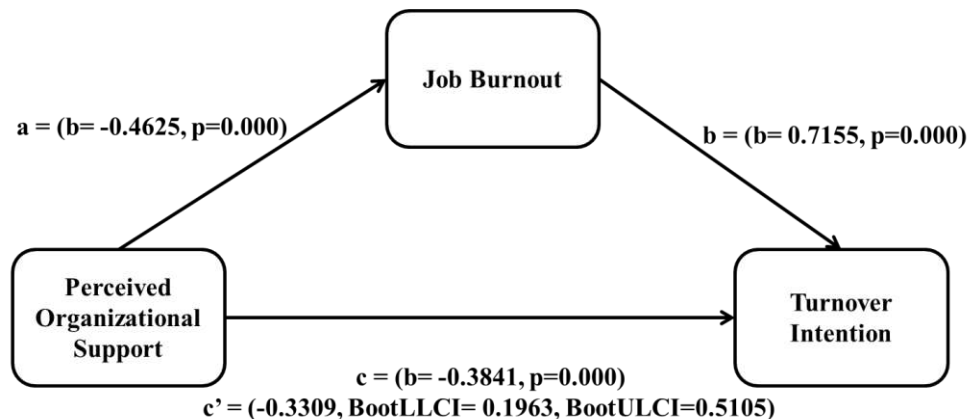 Job Burnout
a = (b= -0.4625, p=0.000)
b = (b= 0.7155, p=0.000)
Perceived
Organizational
Support
Turnover
Intention
c = (b= -0.3841, p=0.000)
c’ = (-0.3309, BootLLCI= 0.1963, BootULCI=0.5105)